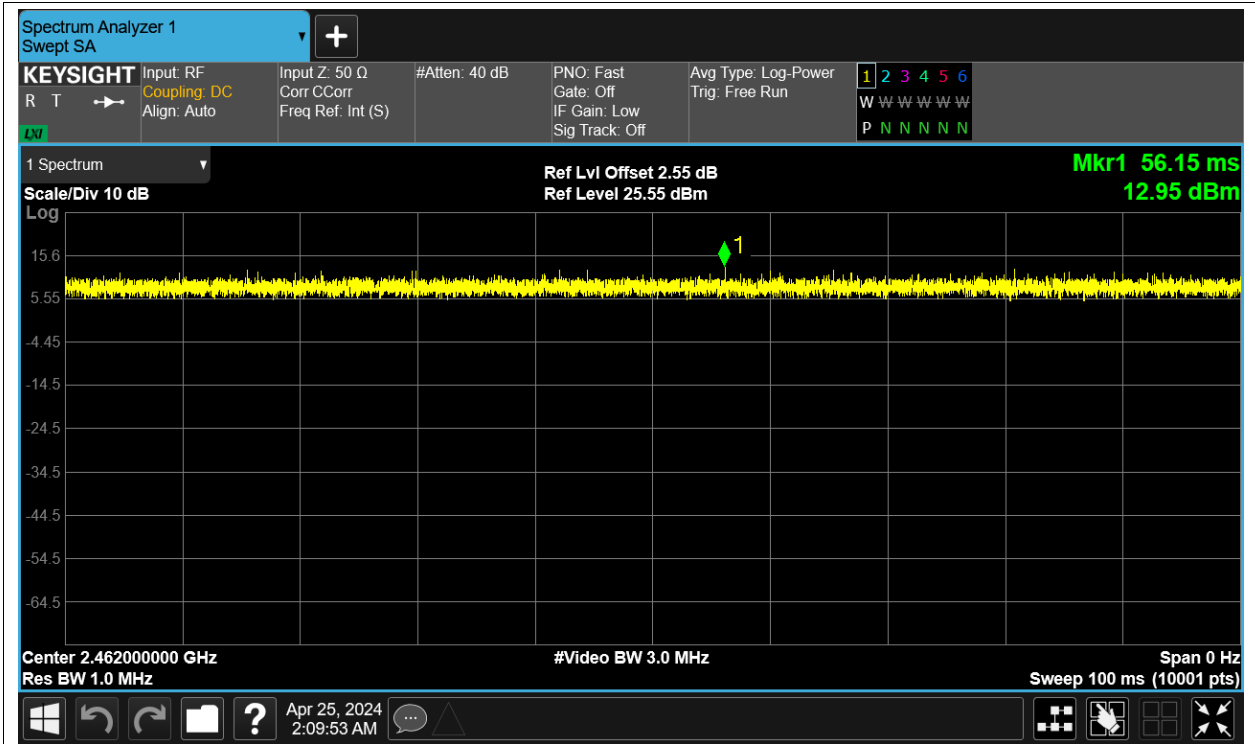 Spectrum Analyzer 1
Swept SA
KEYSIGHT
R T
LXI
Input: RF
Coupling: DC
Align: Auto
Input Z: 50 Ω
Corr CCorr
Freq Ref: Int (S)
#Atten: 40 dB
PNO: Fast
Gate: Off
IF Gain: Low
Sig Track: Off
Avg Type: Log-Power
Trig: Free Run
1 2 3 4 5 6
W W W W W W
P N N N N N
1 Spectrum
Scale/Div 10 dB
Log
Ref Lvl Offset 2.55 dB
Ref Level 25.55 dBm
Mkr1 56.15 ms
12.95 dBm
1
15.6
5.55
-4.45
-14.5
-24.5
-34.5
-44.5
-54.5
-64.5
Center 2.462000000 GHz
Res BW 1.0 MHz
#Video BW 3.0 MHz
Span 0 Hz
Sweep 100 ms (10001 pts)
?
Apr 25, 2024
2:09:53 AM